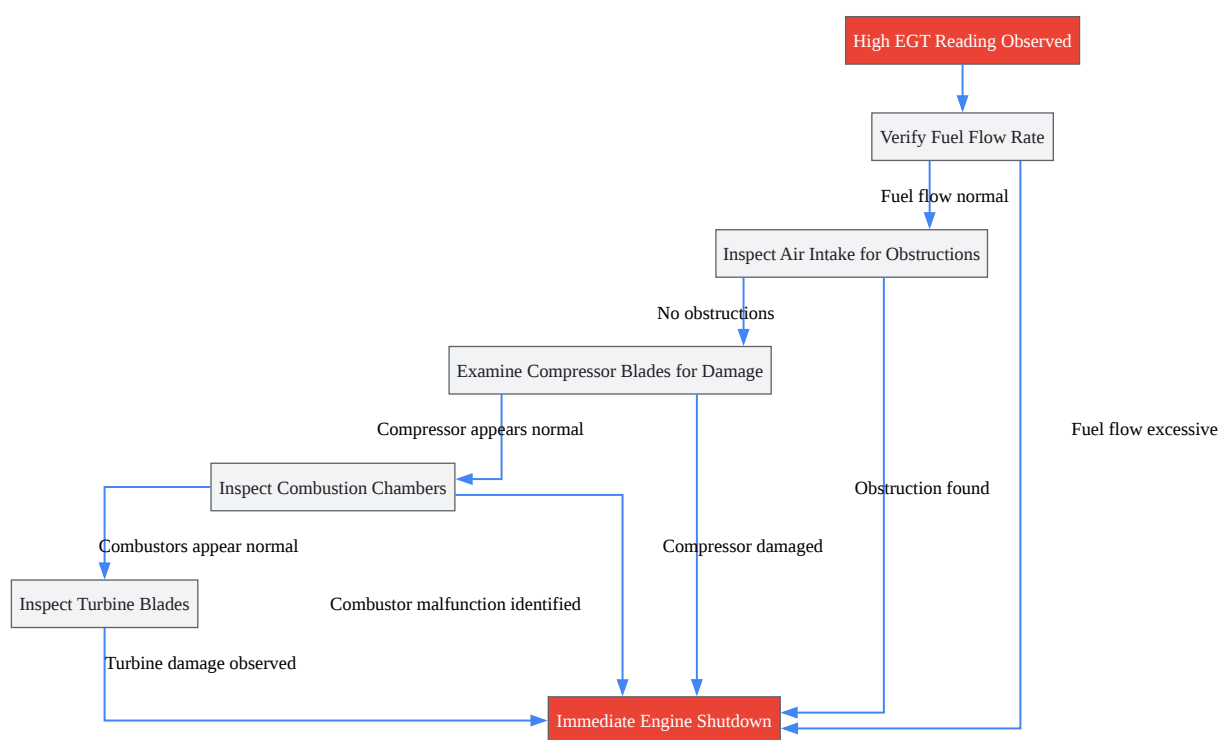 High EGT Reading Observed
Verify Fuel Flow Rate
Fuel flow normal
Inspect Air Intake for Obstructions
No obstructions
Examine Compressor Blades for Damage
Compressor appears normal
Fuel flow excessive
Inspect Combustion Chambers
Obstruction found
Combustors appear normal
Compressor damaged
Inspect Turbine Blades
Combustor malfunction identified
Turbine damage observed
Immediate Engine Shutdown